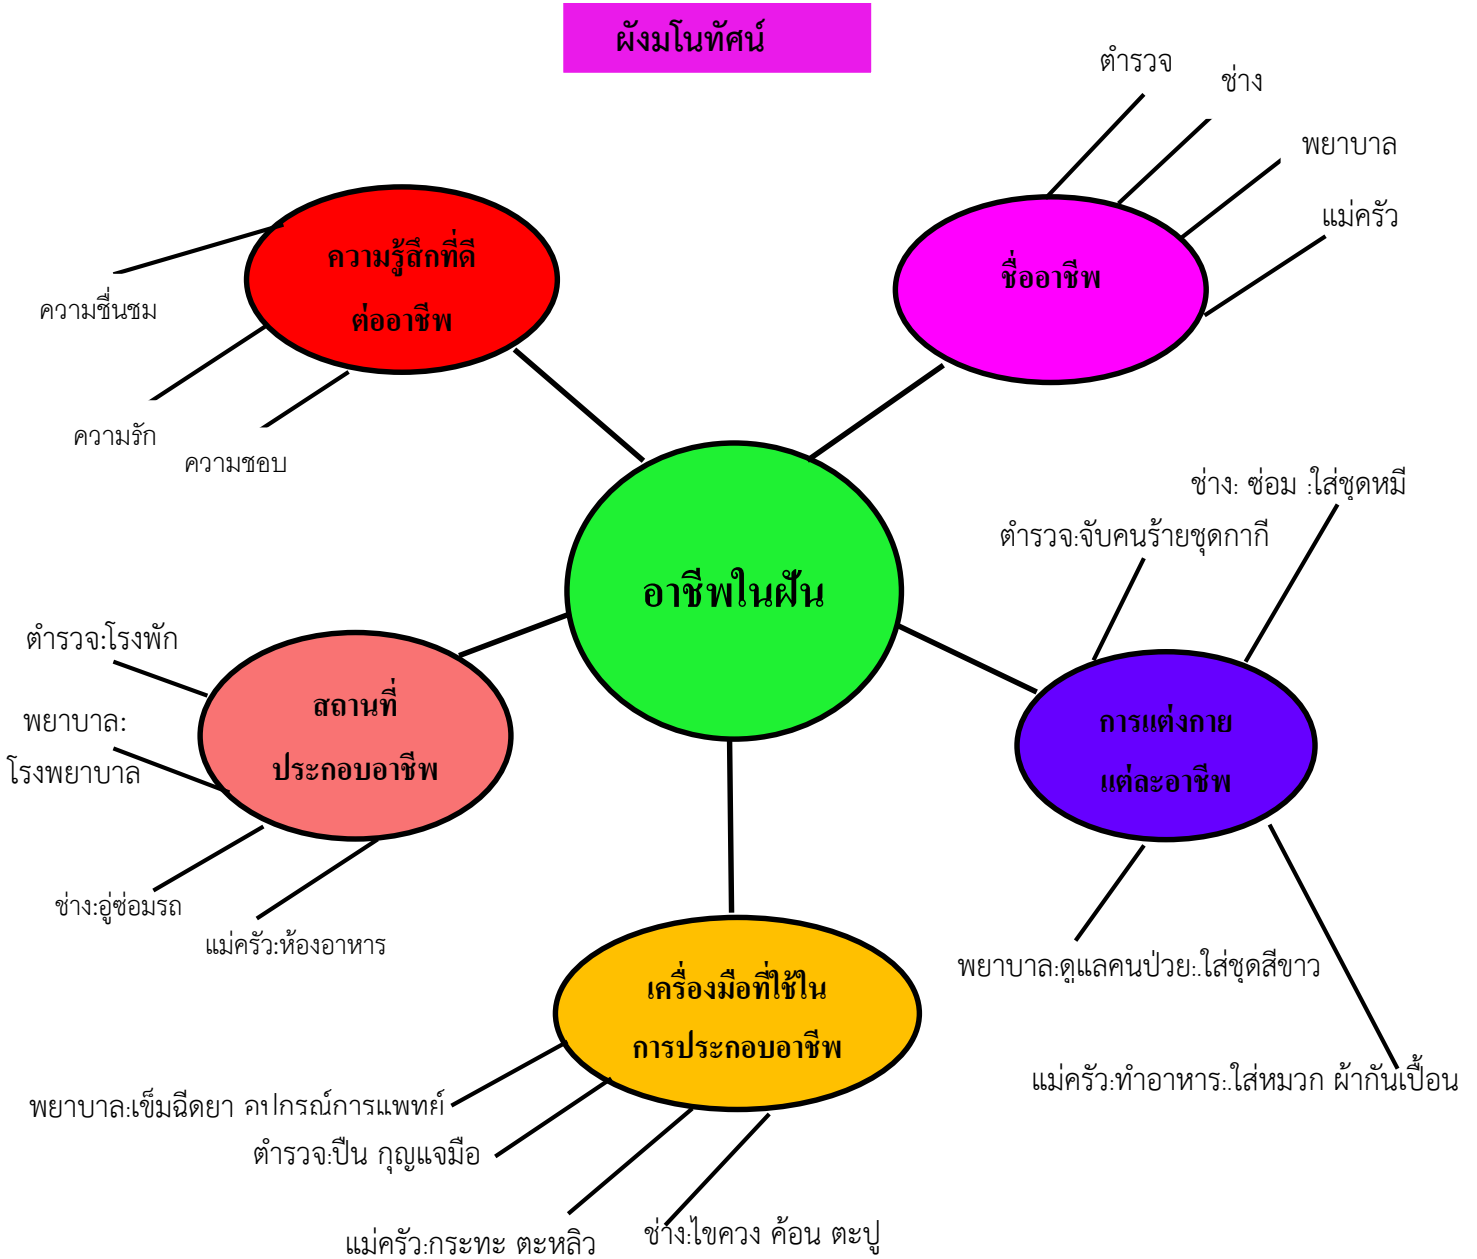 ผังมโนทัศน์
ตำรวจ
ช่าง
พยาบาล
แม่ครัว
ชื่ออาชีพ
ความรู้สึกที่ดี
ต่ออาชีพ
ความชื่นชม
ความรัก
ความชอบ
อาชีพในฝัน
ช่าง: ซ่อม :ใส่ชุดหมี
ตำรวจ:จับคนร้ายชุดกากี
การแต่งกาย
แต่ละอาชีพ
พยาบาล:ดูแลคนป่วย:.ใส่ชุดสีขาว
แม่ครัว:ทำอาหาร:.ใส่หมวก ผ้ากันเปื้อน
ตำรวจ:โรงพัก
พยาบาล:
โรงพยาบาล
สถานที่
ประกอบอาชีพ
ช่าง:อู่ซ่อมรถ
แม่ครัว:ห้องอาหาร
เครื่องมือที่ใช้ใน
การประกอบอาชีพ
พยาบาล:เข็มฉีดยา อุปกรณ์การแพทย์
ตำรวจ:ปืน กุญแจมือ
แม่ครัว:กระทะ ตะหลิว
ช่าง:ไขควง ค้อน ตะปู